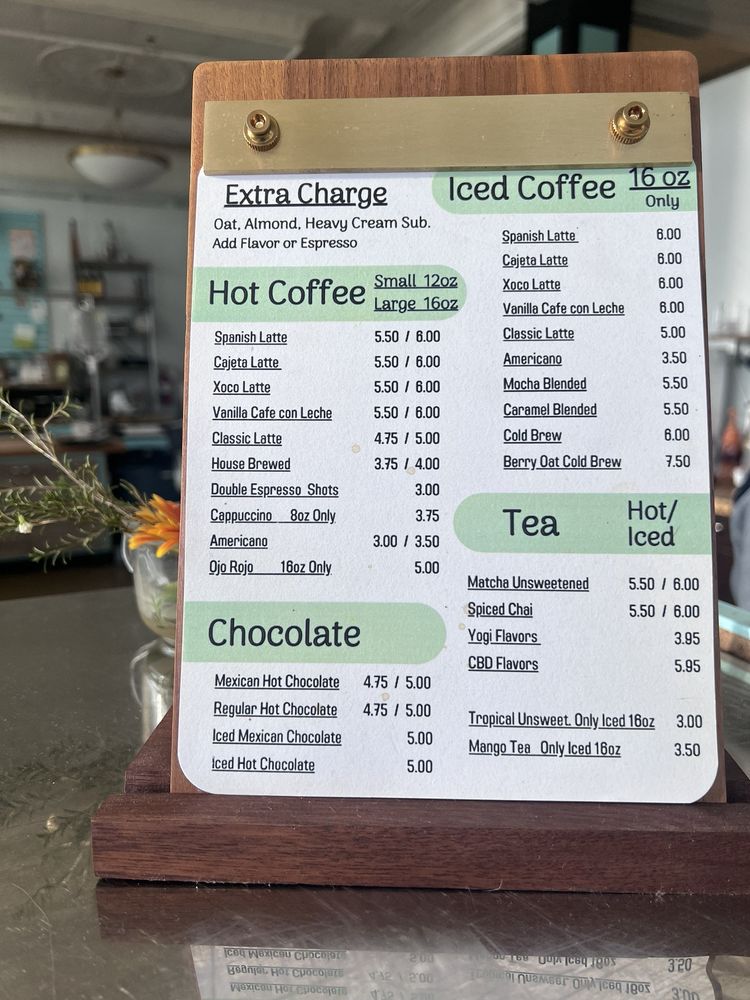 Extra Charge
Oat, Almond, Heavy Cream Sub.
Add Flavor or Espresso
Hot Coffee Small 12oz
Large 16oz
Spanish Latte 5.50 / 6.00
Cajeta Latte 5.50 / 6.00
Xoco Latte 5.50 / 6.00
Vanilla Cafe con Leche 5.50 / 6.00
Classic Latte 4.75 / 5.00
House Brewed 3.75 / 4.00
Double Espresso Shots 3.00
Cappuccino 8oz Only 3.75
Americano 3.00 / 3.50
Ojo Rojo 16oz Only 5.00
Chocolate
Mexican Hot Chocolate 4.75 / 5.00
Regular Hot Chocolate 4.75 / 5.00
Iced Mexican Chocolate 5.00
Iced Hot Chocolate 5.00
Iced Coffee 16 oz
Only
Spanish Latte 6.00
Cajeta Latte 6.00
Xoco Latte 6.00
Vanilla Cafe con Leche 6.00
Classic Latte 5.00
Americano 3.50
Mocha Blended 5.50
Caramel Blended 5.50
Cold Brew 6.00
Berry Oat Cold Brew 7.50
Tea Hot/
Iced
Matcha Unsweetened 5.50 / 6.00
Spiced Chai 5.50 / 6.00
Yogi Flavors 3.95
CBD Flavors 5.95
Tropical Unsweet. Only Iced 16oz 3.00
Mango Tea Only Iced 16oz 3.50